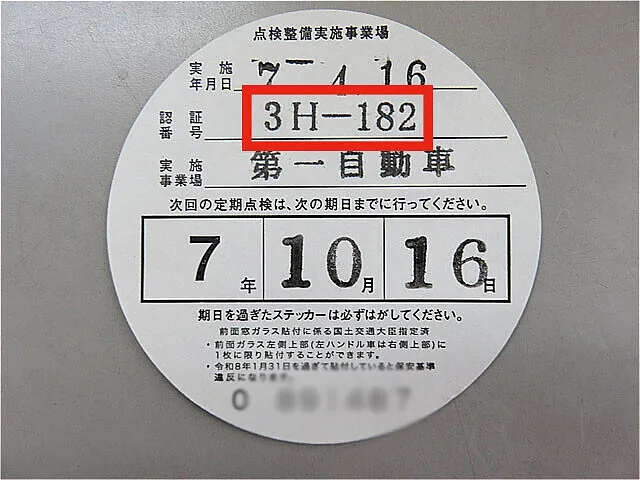 点検整備実施事業場
実施年月日 7-4.16
認証番号 3H-182
実施事業場 第一自動車
次回の定期点検は、次の期日までに行ってください。
7年 10月 16日
期日を過ぎたステッカーは必ずはがしてください。
前面窓ガラス貼付に係る国土交通大臣指定済
・前面ガラス左側上部(左ハンドル車は右側上部)に
1枚に限り貼付することができます。
・令和8年1月31日を過ぎて貼付していると保安基準
違反になります。
0